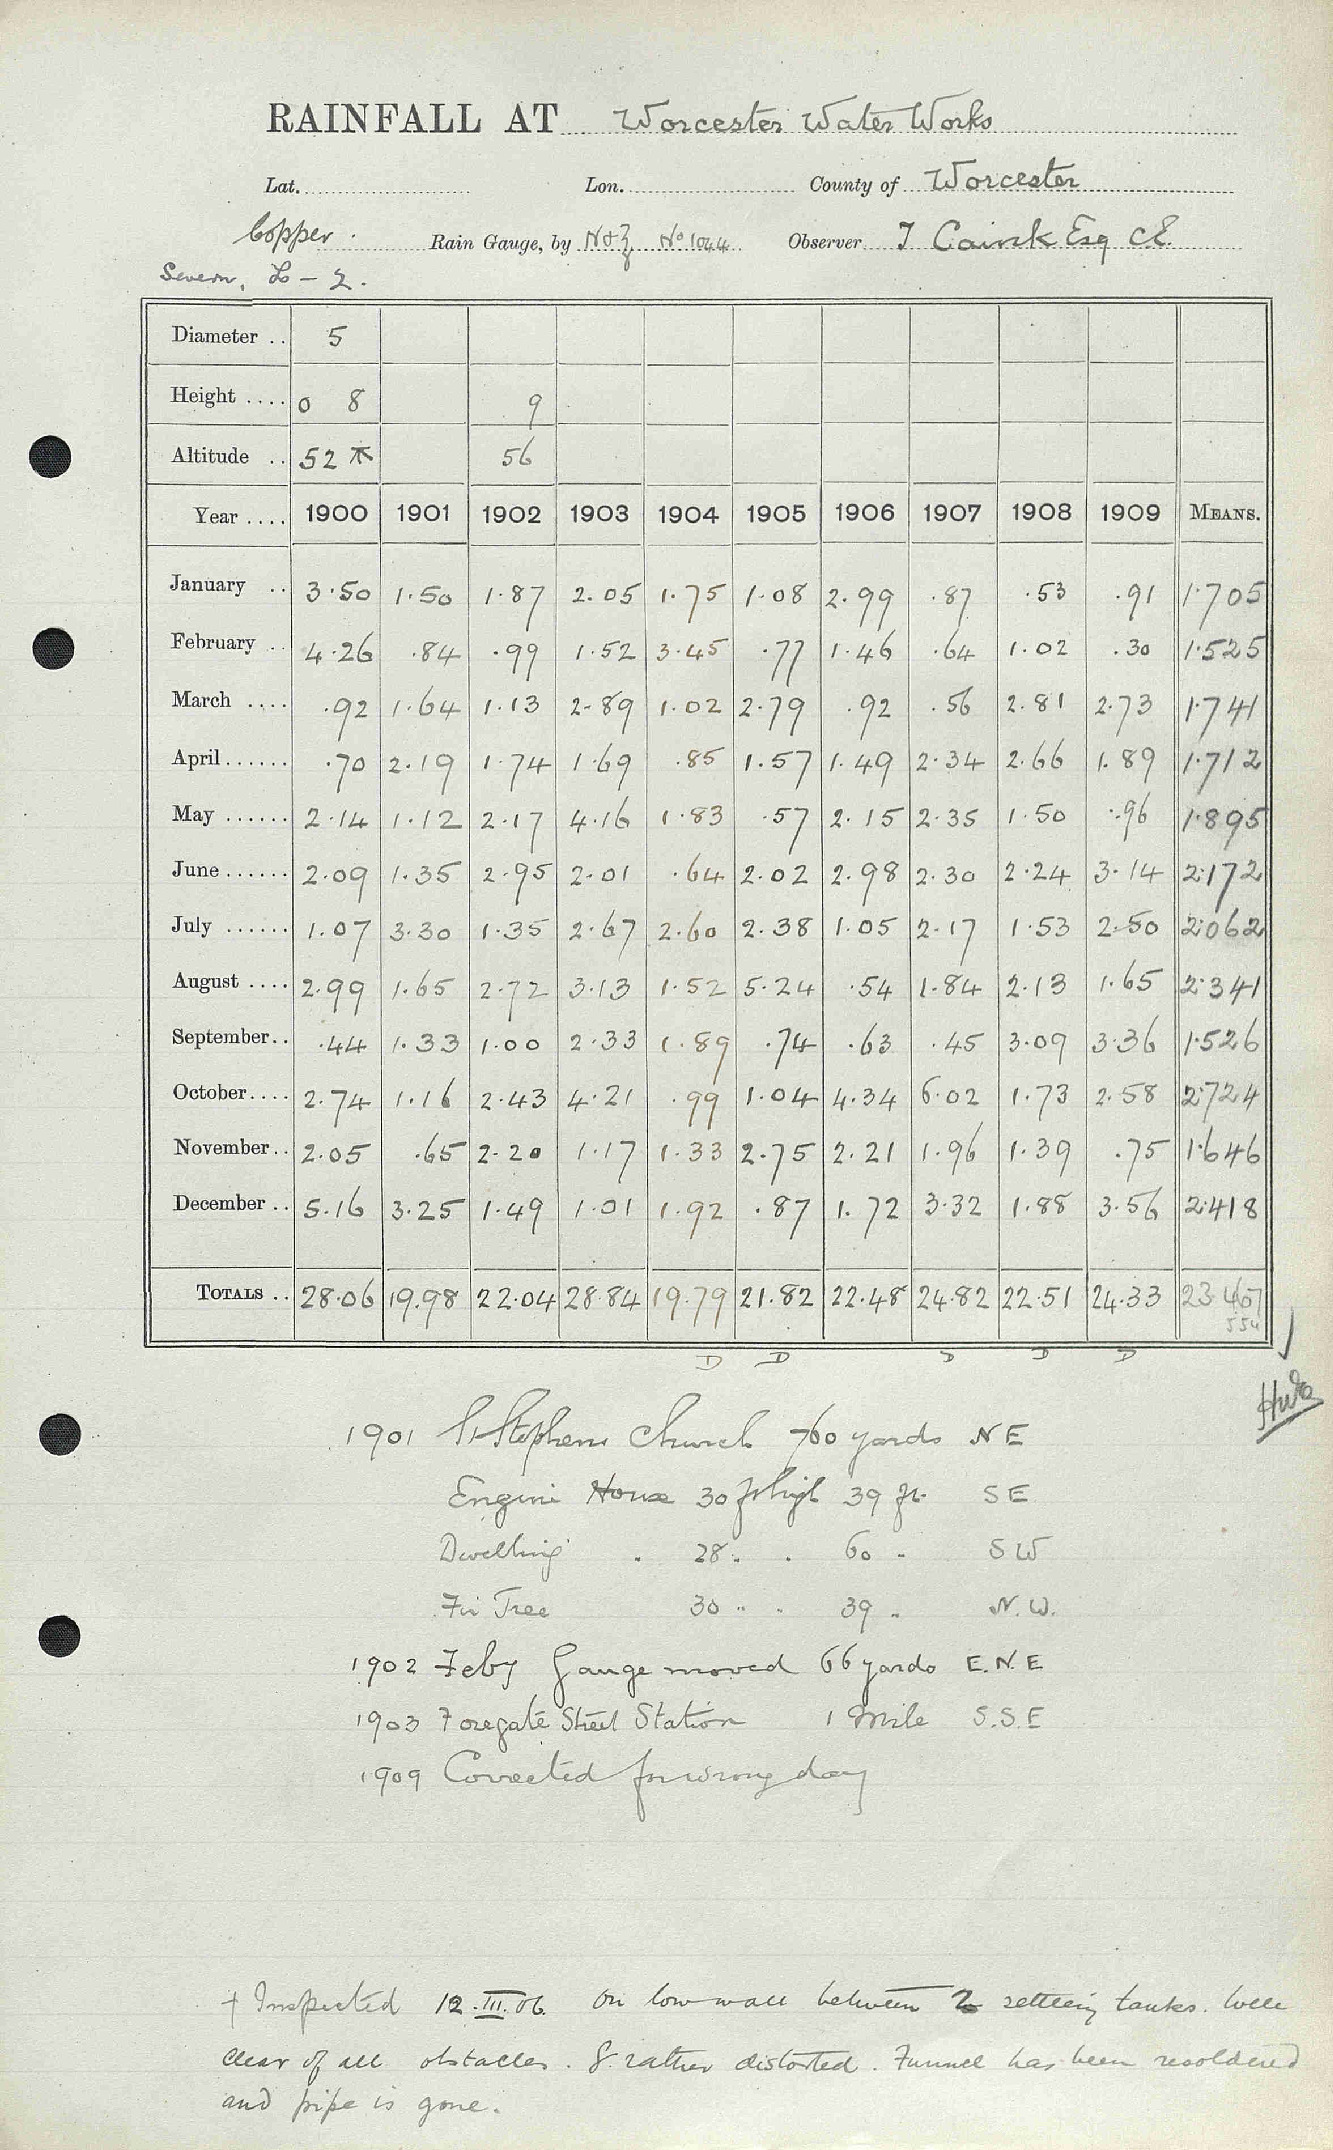 RAINFALL AT Worcester Water Works
Lat. Lon. County of Worcester
Copper. Rain Gauge, by N&Z No 1044 Observer T Cairnk Esq CE.
Severn, L – 2.
Diameter .. 5
Height .... 0 8 9
Altitude .. 52 ⊼ 56
Year .... 1900 1901 1902 1903 1904 1905 1906 1907 1908 1909 MEANS.
January .. 3.50 1.50 1.87 2.05 1.75 1.08 2.99 .87 .53 .91 1.705
February .. 4.26 .84 .99 1.52 3.45 .77 1.46 .64 1.02 .30 1.525
March .... .92 1.64 1.13 2.89 1.02 2.79 .92 .56 2.81 2.73 1.741
April ...... .70 2.19 1.74 1.69 .85 1.57 1.49 2.34 2.66 1.89 1.712
May ...... 2.14 1.12 2.17 4.16 1.83 .57 2.15 2.35 1.50 .96 1.895
June ...... 2.09 1.35 2.95 2.01 .64 2.02 2.98 2.30 2.24 3.14 2.172
July ...... 1.07 3.30 1.35 2.67 2.60 2.38 1.05 2.17 1.53 2.50 2.062
August .... 2.99 1.65 2.72 3.13 1.52 5.24 .54 1.84 2.13 1.65 2.341
September .. .44 1.33 1.00 2.33 1.89 .74 .63 .45 3.09 3.36 1.526
October .... 2.74 1.16 2.43 4.21 .99 1.04 4.34 6.02 1.73 2.58 2.724
November .. 2.05 .65 2.20 1.17 1.33 2.75 2.21 1.96 1.39 .75 1.646
December .. 5.16 3.25 1.49 1.01 1.92 .87 1.72 3.32 1.88 3.56 2.418
TOTALS .. 28.06 19.98 22.04 28.84 19.79 21.82 22.48 24.82 22.51 24.33 23.467
554
D D D D D
1901 St Stephens Church 760 yards NE
Engine House 30 ft high 39 ft. SE
Dwelling . 28 . . 60 . SW
Fir Tree 30 .. . 39 .. N.W.
1902 Feby Gauge moved 66 yards E.N.E
1903 Foregate Street Station 1 Mile S.S.E
1909 Corrected for wrong day
† Inspected 12.III.06. On low wall between 2 settling tanks. Well
clear of all obstacles. G. rather distorted. Funnel has been resoldered
and pipe is gone.